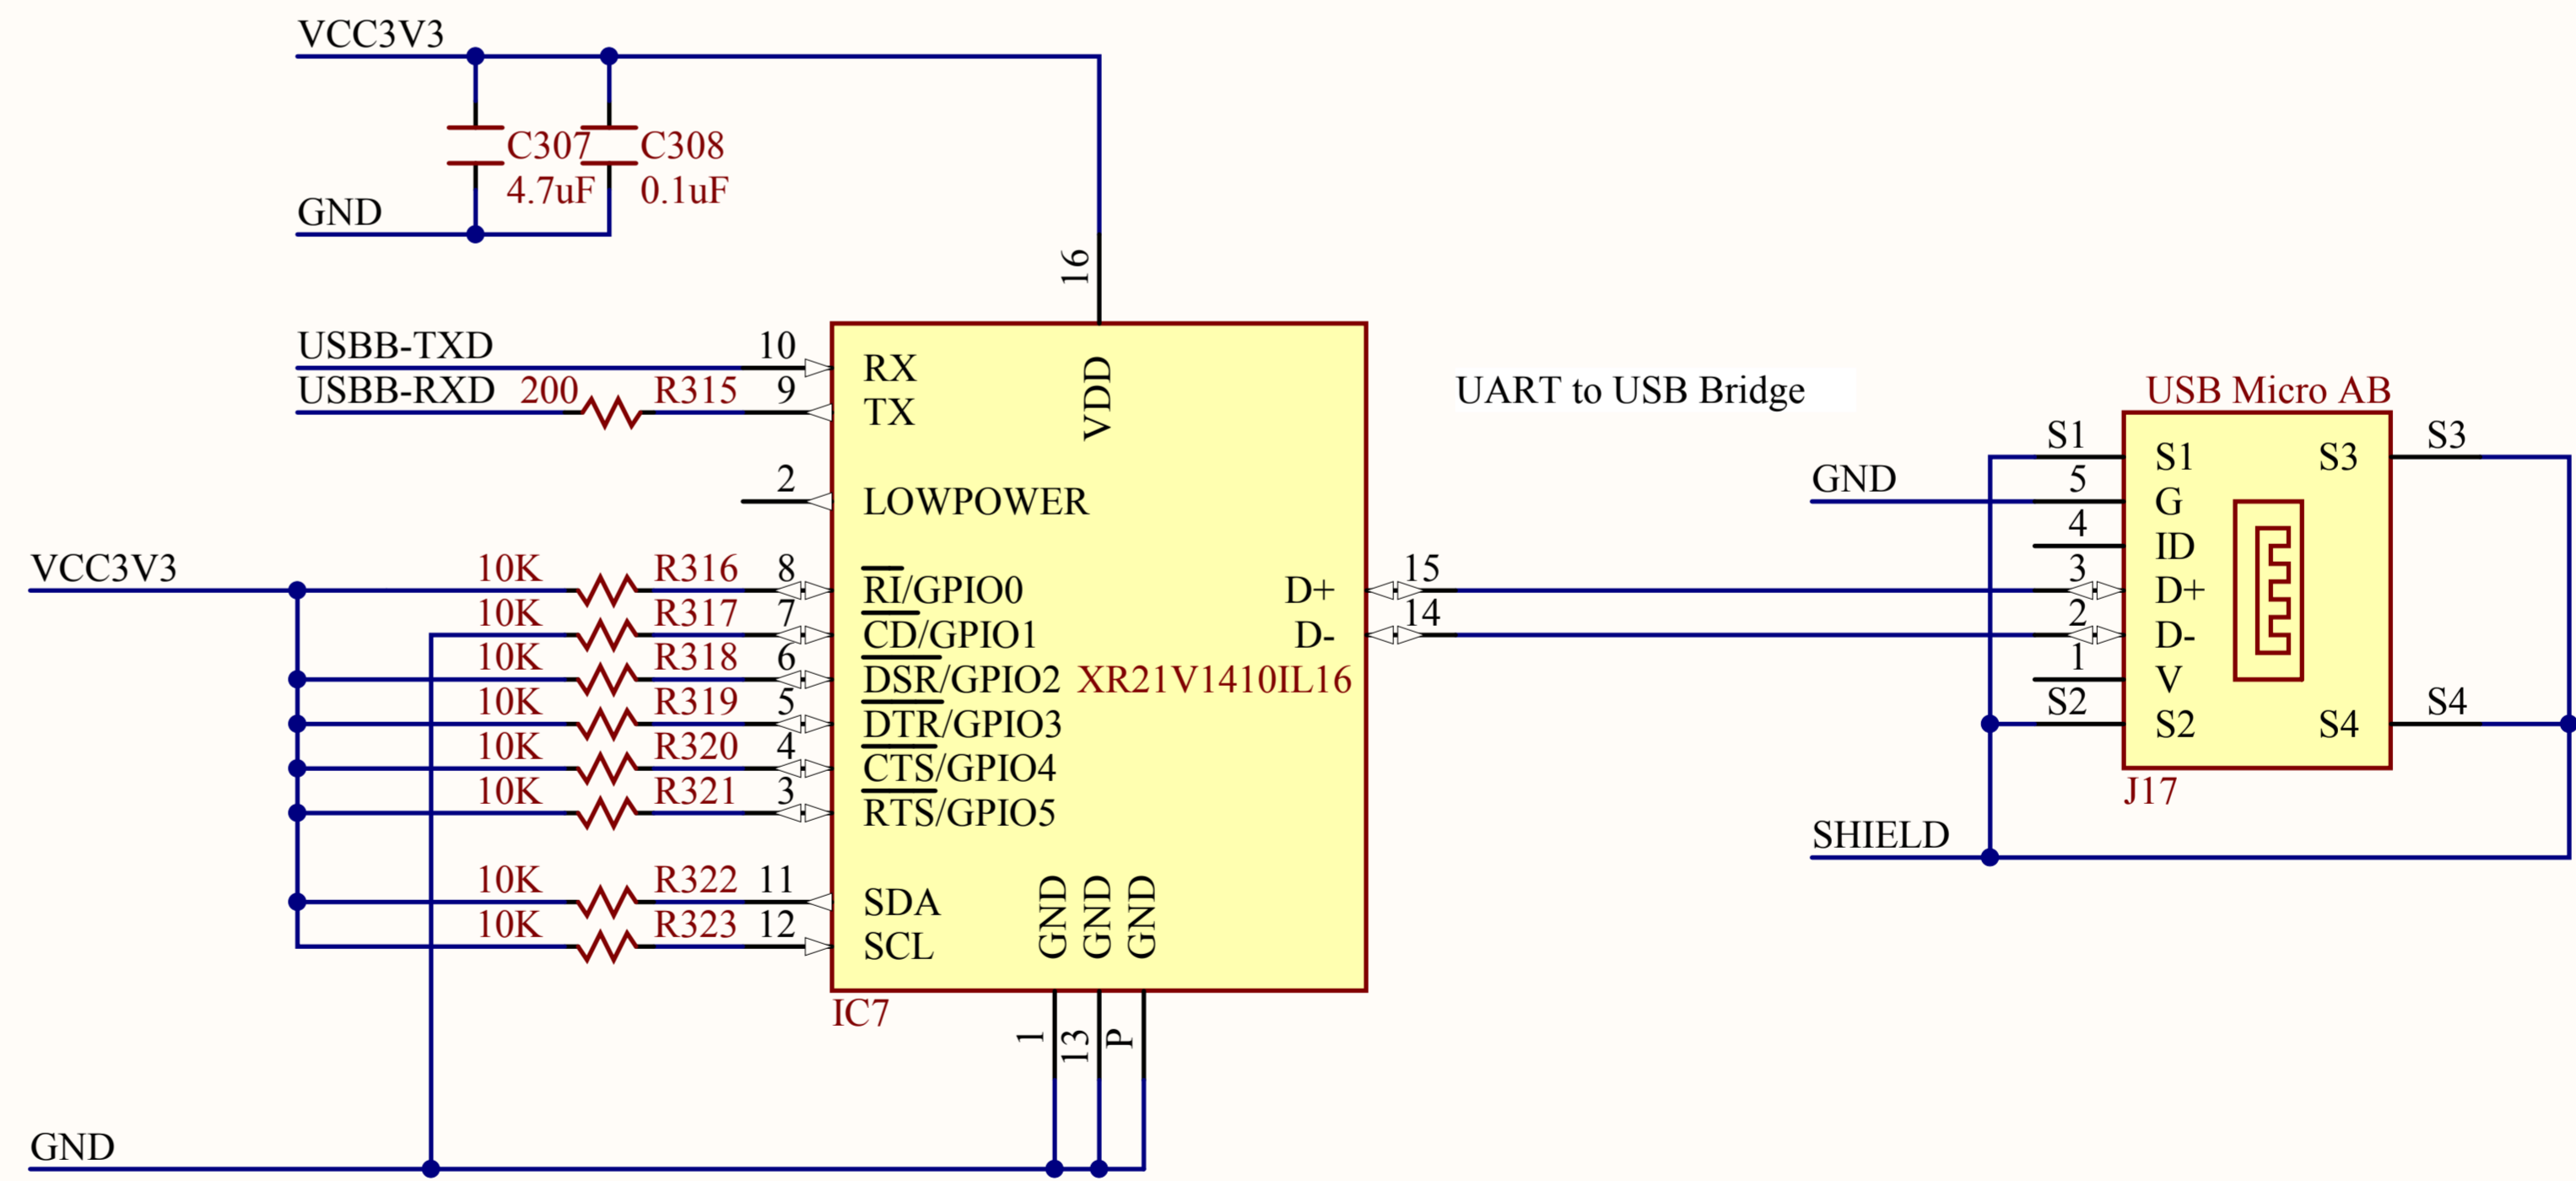 VCC3V3
C307 C308
4.7uF 0.1uF
GND
16
USBB-TXD 10 RX
USBB-RXD 200 R315 9 TX
VDD
UART to USB Bridge
2 LOWPOWER
VCC3V3 10K R316 8 RI/GPIO0
10K R317 7 CD/GPIO1
10K R318 6 DSR/GPIO2
10K R319 5 DTR/GPIO3
10K R320 4 CTS/GPIO4
10K R321 3 RTS/GPIO5
10K R322 11 SDA
10K R323 12 SCL
D+ 15
D- 14
XR21V1410IL16
GND GND GND
IC7
1 13 P
GND
USB Micro AB
S1 S1 S3 S3
GND 5 G
4 ID
3 D+
2 D-
1 V
S2 S2 S4 S4
J17
SHIELD